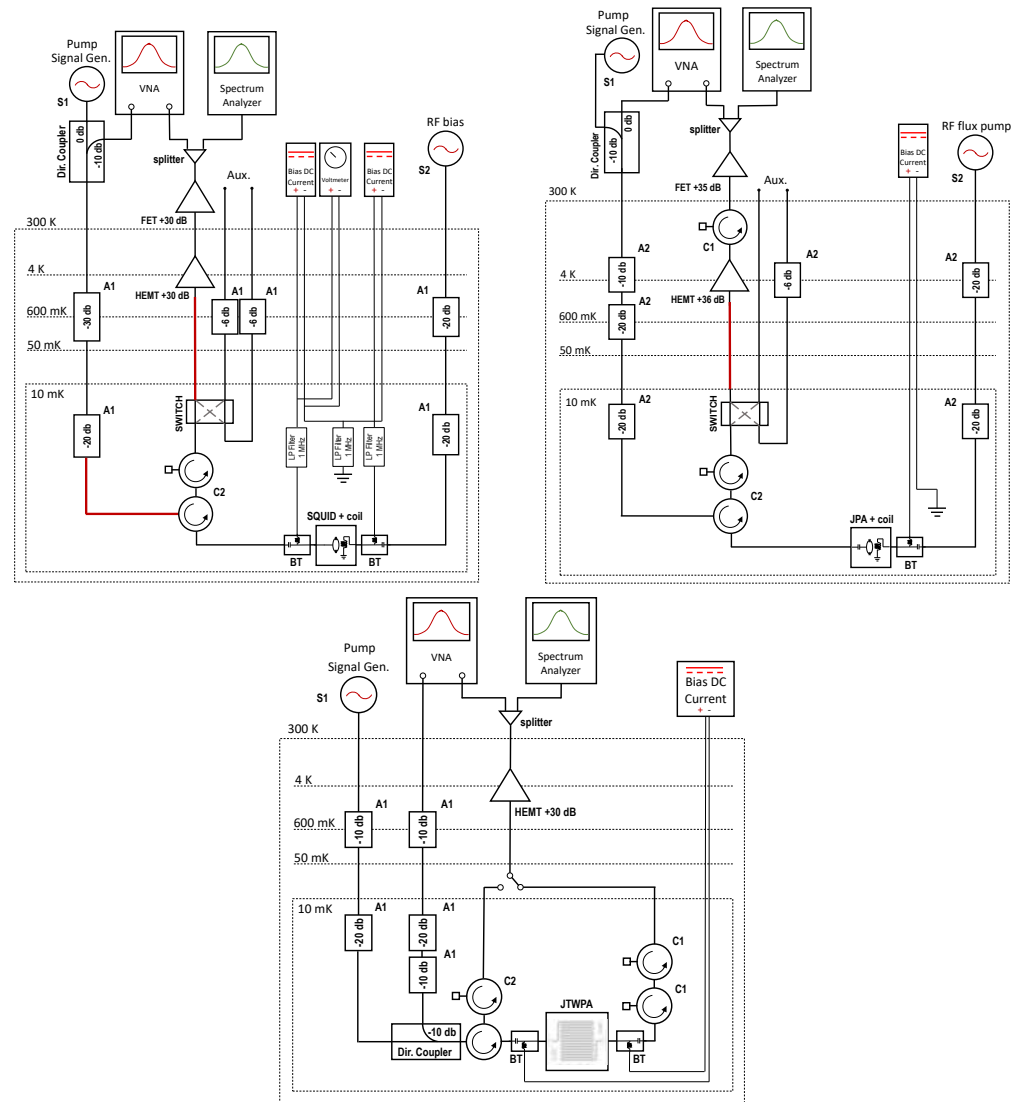 Pump
Signal Gen.
S1
VNA
Spectrum
Analyzer
Dir. Coupler
0 db
-10 db
splitter
RF bias
S2
FET +30 dB
Aux.
Bias DC
Current
+ -
Voltmeter
+ -
Bias DC
Current
+ -
300 K
4 K
HEMT +30 dB
A1
-30 db
A1
-6 db
A1
-6 db
A1
-20 db
600 mK
50 mK
10 mK
A1
-20 db
SWITCH
A1
-20 db
LP Filter
1 MHz
LP Filter
1 MHz
LP Filter
1 MHz
C2
SQUID + coil
BT
BT
Pump
Signal Gen.
S1
VNA
Spectrum
Analyzer
Dir. Coupler
0 db
-10 db
splitter
FET +35 dB
Aux.
Bias DC
Current
+ -
RF flux pump
S2
300 K
C1
A2
-10 db
4 K
HEMT +36 dB
A2
-6 db
A2
-20 db
A2
-20 db
600 mK
50 mK
10 mK
A2
-20 db
SWITCH
A2
-20 db
C2
JPA + coil
BT
Pump
Signal Gen.
S1
VNA
Spectrum
Analyzer
splitter
Bias DC
Current
+ -
300 K
4 K
HEMT +30 dB
A1
-10 db
A1
-10 db
600 mK
50 mK
10 mK
A1
-20 db
A1
-20 db
A1
-10 db
C2
C1
C1
JTWPA
-10 db
Dir. Coupler
BT
BT